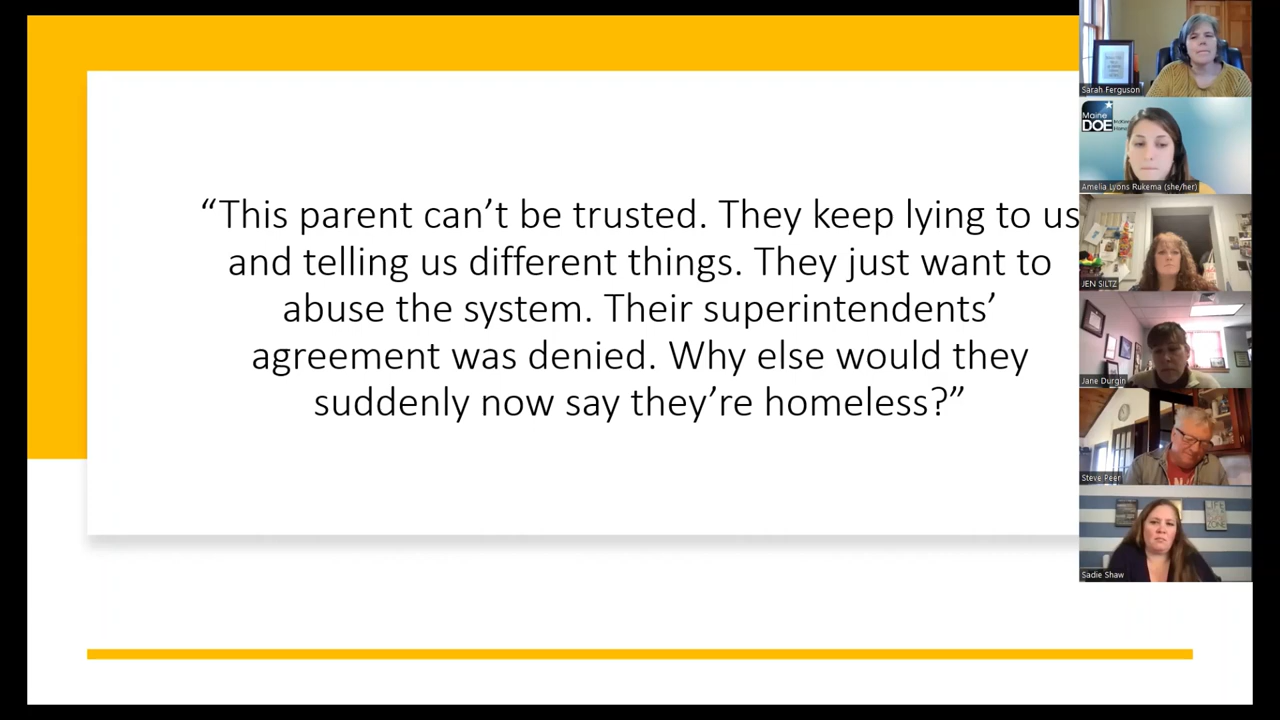 “This parent can’t be trusted. They keep lying to us
and telling us different things. They just want to
abuse the system. Their superintendents’
agreement was denied. Why else would they
suddenly now say they’re homeless?”
Sarah Ferguson
Maine
DOE
Amelia Lyons Rukema (she/her)
JEN SILTZ
Jane Durgin
Steve Peer
Sadie Shaw